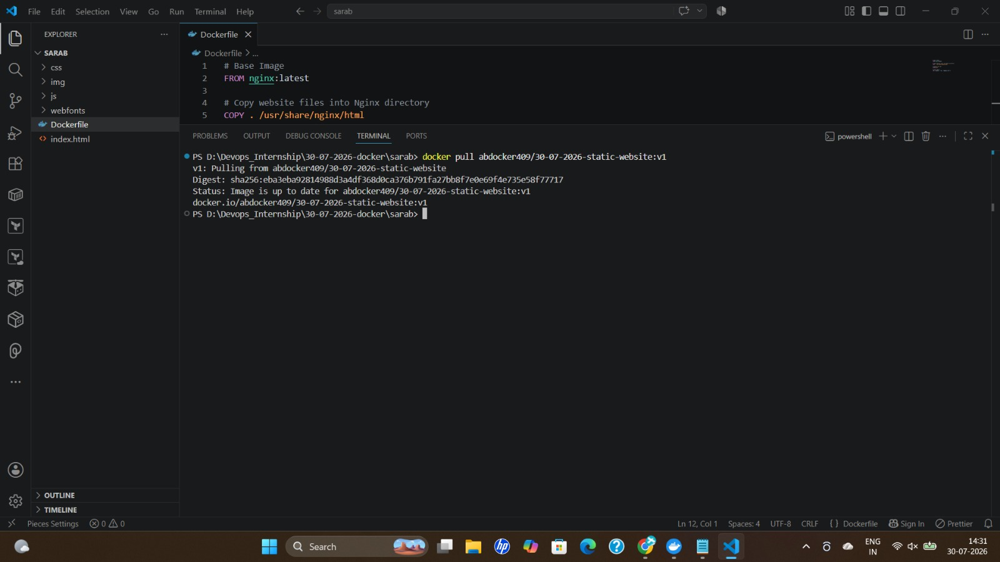 File Edit Selection View Go Run Terminal Help
sarab
EXPLORER
SARAB
css
img
js
webfonts
Dockerfile
index.html
OUTLINE
TIMELINE
Dockerfile
Dockerfile > ...
1 # Base Image
2 FROM nginx:latest
3
4 # Copy website files into Nginx directory
5 COPY . /usr/share/nginx/html
PROBLEMS OUTPUT DEBUG CONSOLE TERMINAL PORTS
powershell
PS D:\Devops_Internship\30-07-2026-docker\sarab> docker pull abdocker409/30-07-2026-static-website:v1
v1: Pulling from abdocker409/30-07-2026-static-website
Digest: sha256:eba3eba92814988d3a4df368d0ca376b791fa27bb8f7e0e69f4e735e58f77717
Status: Image is up to date for abdocker409/30-07-2026-static-website:v1
docker.io/abdocker409/30-07-2026-static-website:v1
PS D:\Devops_Internship\30-07-2026-docker\sarab>
Pieces Settings 0 0 Ln 12, Col 1 Spaces: 4 UTF-8 CRLF { } Dockerfile Sign In Prettier
Search
hp
ENG
IN
14:31
30-07-2026